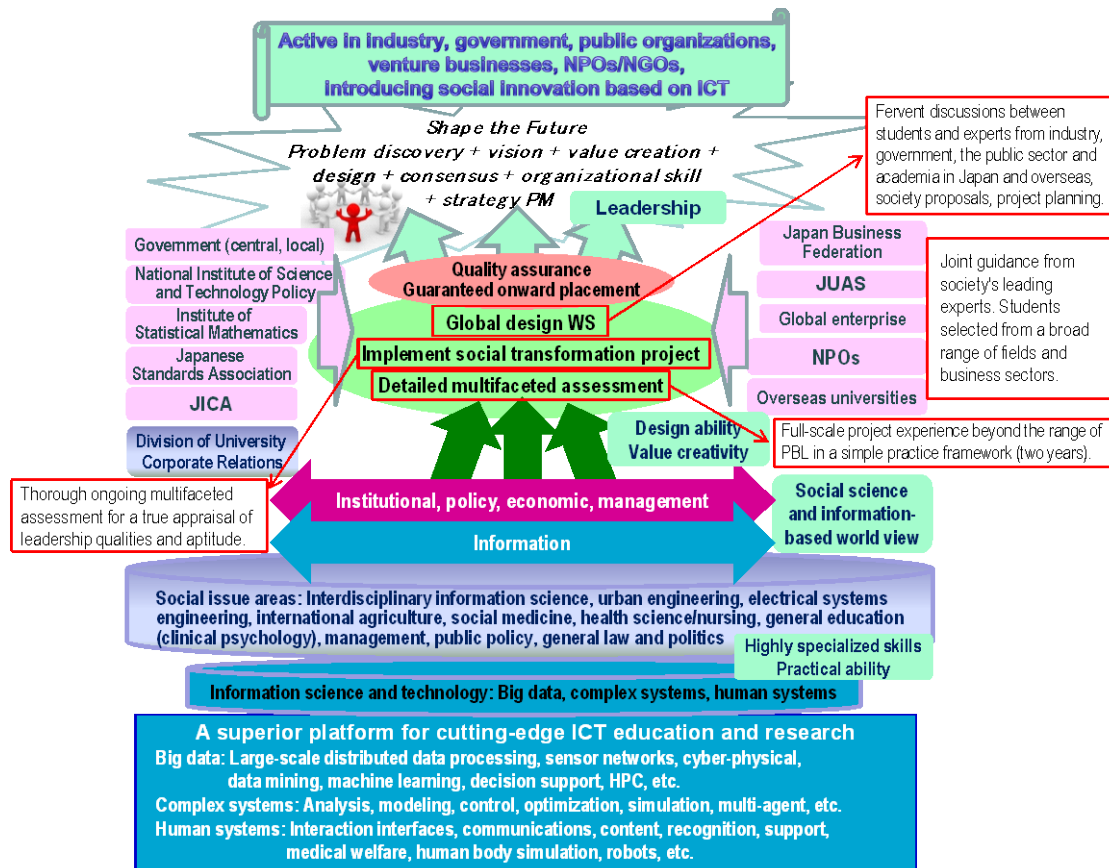 Active in industry, government, public organizations,
venture businesses, NPOs/NGOs,
introducing social innovation based on ICT
Shape the Future
Problem discovery + vision + value creation +
design + consensus + organizational skill
+ strategy PM
Leadership
Fervent discussions between
students and experts from industry,
government, the public sector and
academia in Japan and overseas,
society proposals, project planning.
Government (central, local)
National Institute of Science
and Technology Policy
Institute of
Statistical Mathematics
Japanese
Standards Association
JICA
Division of University
Corporate Relations
Quality assurance
Guaranteed onward placement
Global design WS
Implement social transformation project
Detailed multifaceted assessment
Japan Business
Federation
JUAS
Global enterprise
NPOs
Overseas universities
Joint guidance from
society's leading
experts. Students
selected from a broad
range of fields and
business sectors.
Design ability
Value creativity
Full-scale project experience beyond the range of
PBL in a simple practice framework (two years).
Thorough ongoing multifaceted
assessment for a true appraisal of
leadership qualities and aptitude.
Institutional, policy, economic, management
Information
Social science
and information-
based world view
Social issue areas: Interdisciplinary information science, urban engineering, electrical systems
engineering, international agriculture, social medicine, health science/nursing, general education
(clinical psychology), management, public policy, general law and politics
Highly specialized skills
Practical ability
Information science and technology: Big data, complex systems, human systems
A superior platform for cutting-edge ICT education and research
Big data: Large-scale distributed data processing, sensor networks, cyber-physical,
data mining, machine learning, decision support, HPC, etc.
Complex systems: Analysis, modeling, control, optimization, simulation, multi-agent, etc.
Human systems: Interaction interfaces, communications, content, recognition, support,
medical welfare, human body simulation, robots, etc.